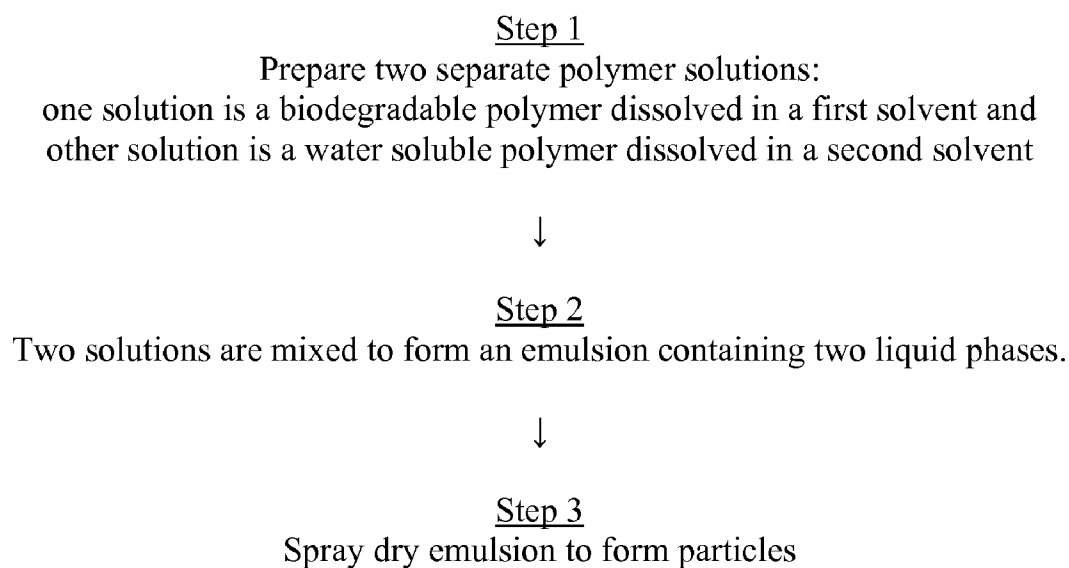 Step 1
Prepare two separate polymer solutions:
one solution is a biodegradable polymer dissolved in a first solvent and
other solution is a water soluble polymer dissolved in a second solvent
↓
Step 2
Two solutions are mixed to form an emulsion containing two liquid phases.
↓
Step 3
Spray dry emulsion to form particles